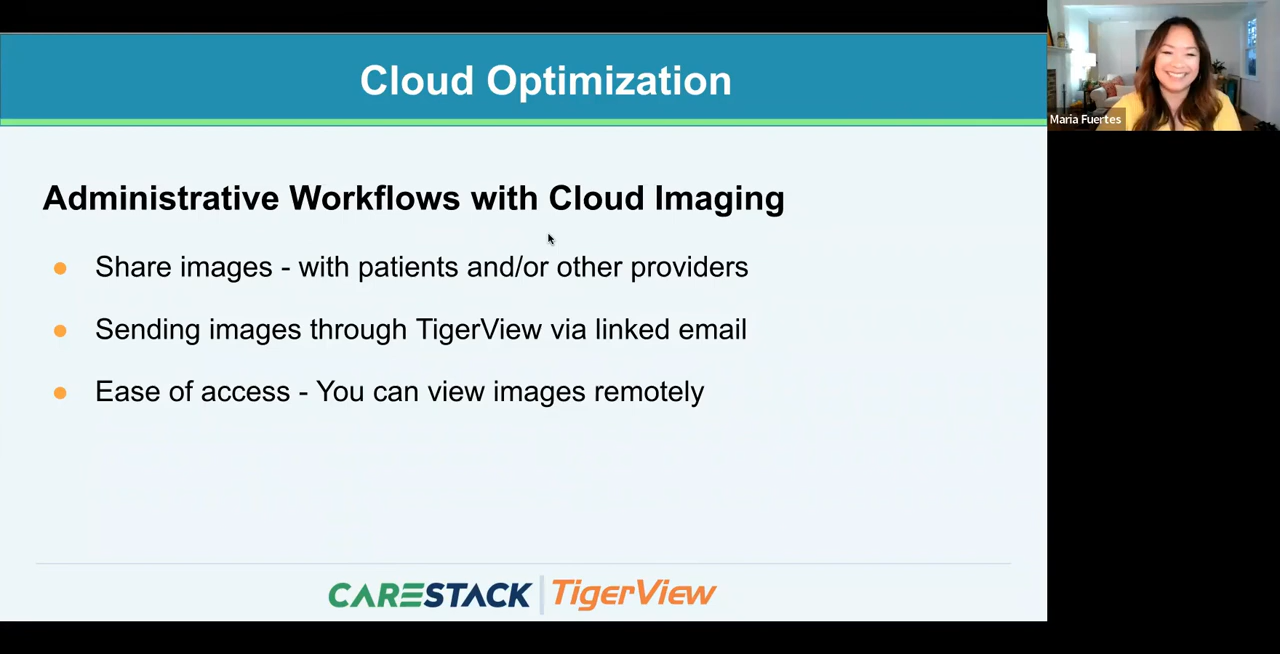 Cloud Optimization
Maria Fuertes
Administrative Workflows with Cloud Imaging
Share images - with patients and/or other providers
Sending images through TigerView via linked email
Ease of access - You can view images remotely
CARESTACK | TigerView